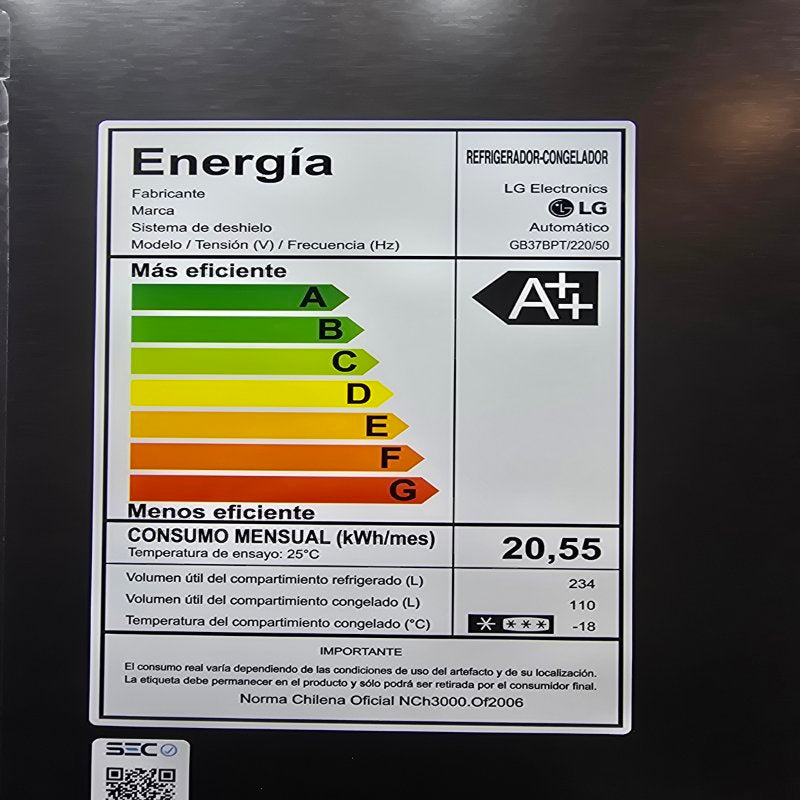 Energía
REFRIGERADOR-CONGELADOR
Fabricante
LG Electronics
Marca
LG
Sistema de deshielo
Automático
Modelo / Tensión (V) / Frecuencia (Hz)
GB37BPT/220/50
Más eficiente
A++
A
B
C
D
E
F
G
Menos eficiente
CONSUMO MENSUAL (kWh/mes)
20,55
Temperatura de ensayo: 25°C
Volumen útil del compartimiento refrigerado (L)
234
Volumen útil del compartimiento congelado (L)
110
Temperatura del compartimento congelado (°C)
-18
IMPORTANTE
El consumo real varía dependiendo de las condiciones de uso del artefacto y de su localización.
La etiqueta debe permanecer en el producto y sólo podrá ser retirada por el consumidor final.
Norma Chilena Oficial NCh3000.Of2006
SEC